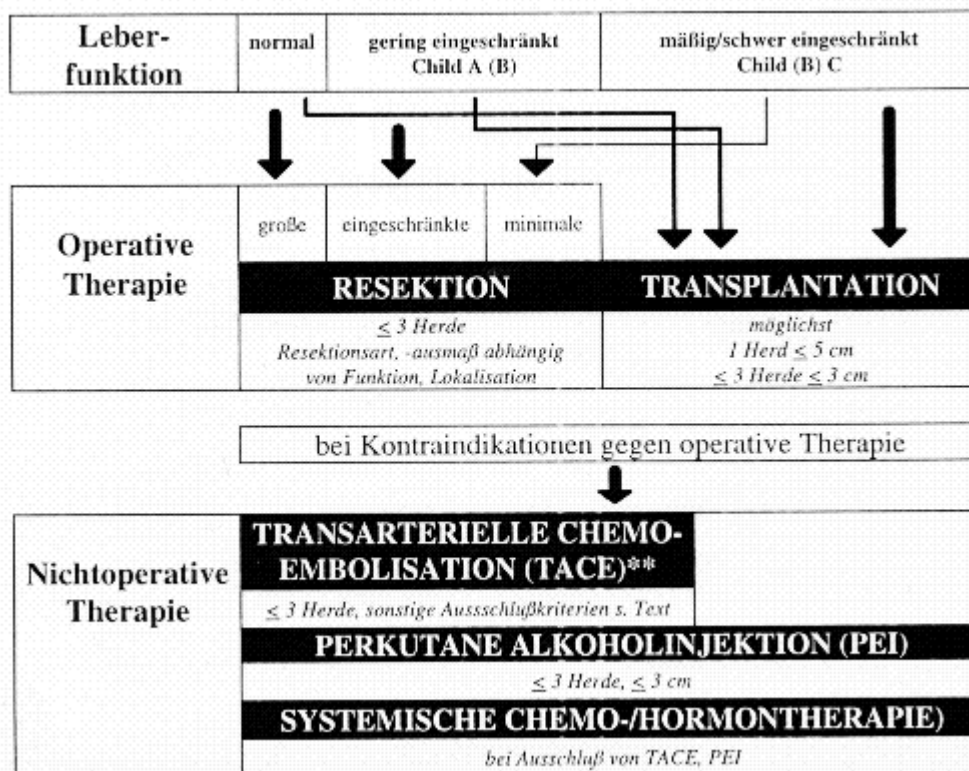 Leber-
funktion
normal
gering eingeschränkt
Child A (B)
mäßig/schwer eingeschränkt
Child (B) C
Operative
Therapie
große
eingeschränkte
minimale
RESEKTION
≤ 3 Herde
Resektionsart, -ausmaß abhängig
von Funktion, Lokalisation
TRANSPLANTATION
möglichst
1 Herd ≤ 5 cm
≤ 3 Herde ≤ 3 cm
bei Kontraindikationen gegen operative Therapie
Nichtoperative
Therapie
TRANSARTERIELLE CHEMO-
EMBOLISATION (TACE)**
≤ 3 Herde, sonstige Aussschlußkriterien s. Text
PERKUTANE ALKOHOLINJEKTION (PEI)
≤ 3 Herde, ≤ 3 cm
SYSTEMISCHE CHEMO-/HORMONTHERAPIE)
bei Ausschluß von TACE, PEI